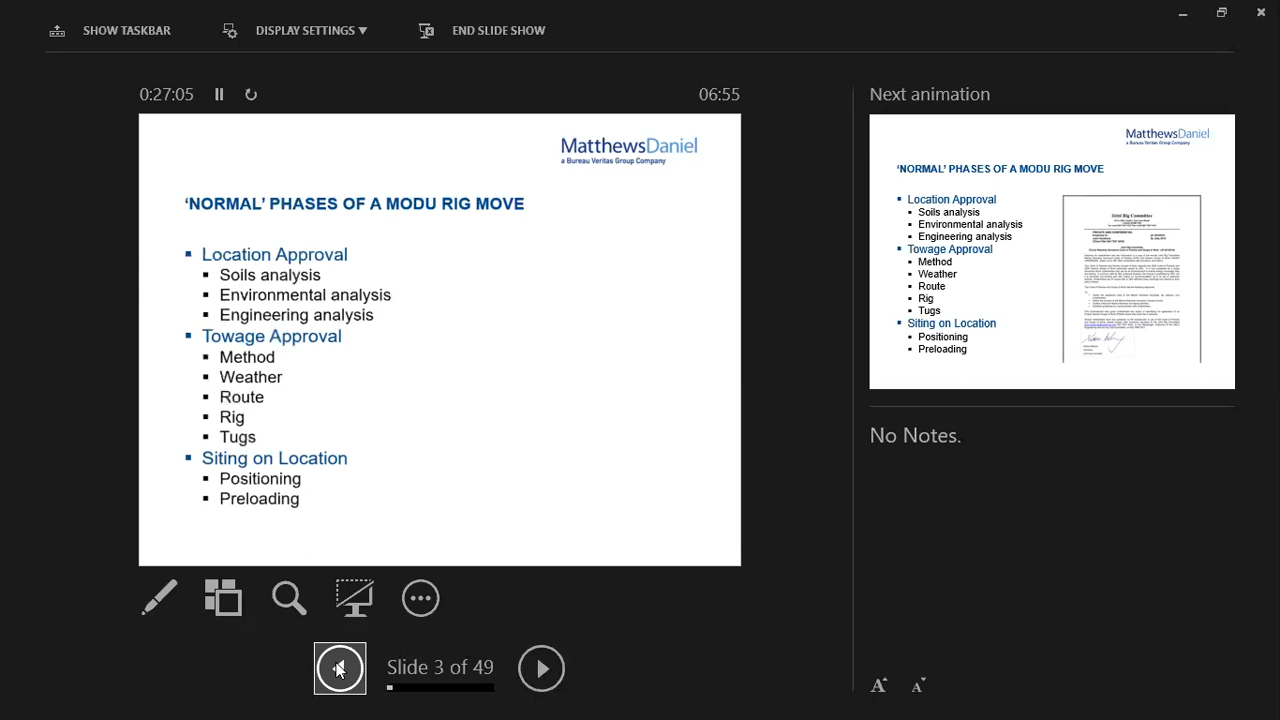 SHOW TASKBAR
DISPLAY SETTINGS
END SLIDE SHOW
0:27:05
06:55
MatthewsDaniel
a Bureau Veritas Group Company
‘NORMAL’ PHASES OF A MODU RIG MOVE
Location Approval
Soils analysis
Environmental analysis
Engineering analysis
Towage Approval
Method
Weather
Route
Rig
Tugs
Siting on Location
Positioning
Preloading
Slide 3 of 49
Next animation
MatthewsDaniel
a Bureau Veritas Group Company
‘NORMAL’ PHASES OF A MODU RIG MOVE
Location Approval
Soils analysis
Environmental analysis
Engineering analysis
Towage Approval
Method
Weather
Route
Rig
Tugs
Siting on Location
Positioning
Preloading
Joint Rig Committee
No Notes.
A A